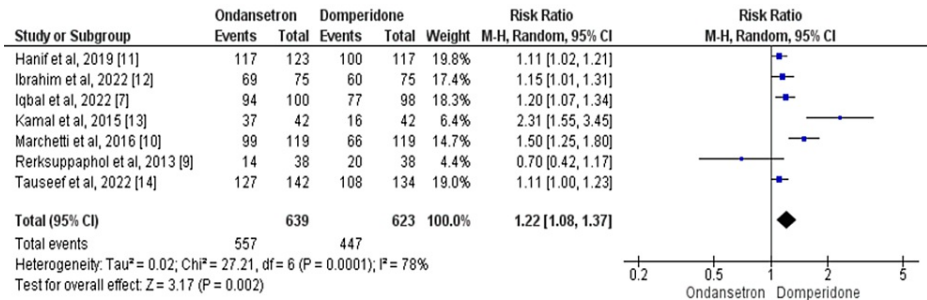 Ondansetron Domperidone Risk Ratio Risk Ratio
Study or Subgroup Events Total Events Total Weight M-H, Random, 95% CI M-H, Random, 95% CI
Hanif et al, 2019 [11] 117 123 100 117 19.8% 1.11 [1.02, 1.21]
Ibrahim et al, 2022 [12] 69 75 60 75 17.4% 1.15 [1.01, 1.31]
Iqbal et al, 2022 [7] 94 100 77 98 18.3% 1.20 [1.07, 1.34]
Kamal et al, 2015 [13] 37 42 16 42 6.4% 2.31 [1.55, 3.45]
Marchetti et al, 2016 [10] 99 119 66 119 14.7% 1.50 [1.25, 1.80]
Rerksuppaphol et al, 2013 [9] 14 38 20 38 4.4% 0.70 [0.42, 1.17]
Tauseef et al, 2022 [14] 127 142 108 134 19.0% 1.11 [1.00, 1.23]
Total (95% CI) 639 623 100.0% 1.22 [1.08, 1.37]
Total events 557 447
Heterogeneity: Tau² = 0.02; Chi² = 27.21, df = 6 (P = 0.0001); I² = 78%
Test for overall effect: Z = 3.17 (P = 0.002)
0.2 0.5 1 2 5
Ondansetron Domperidone